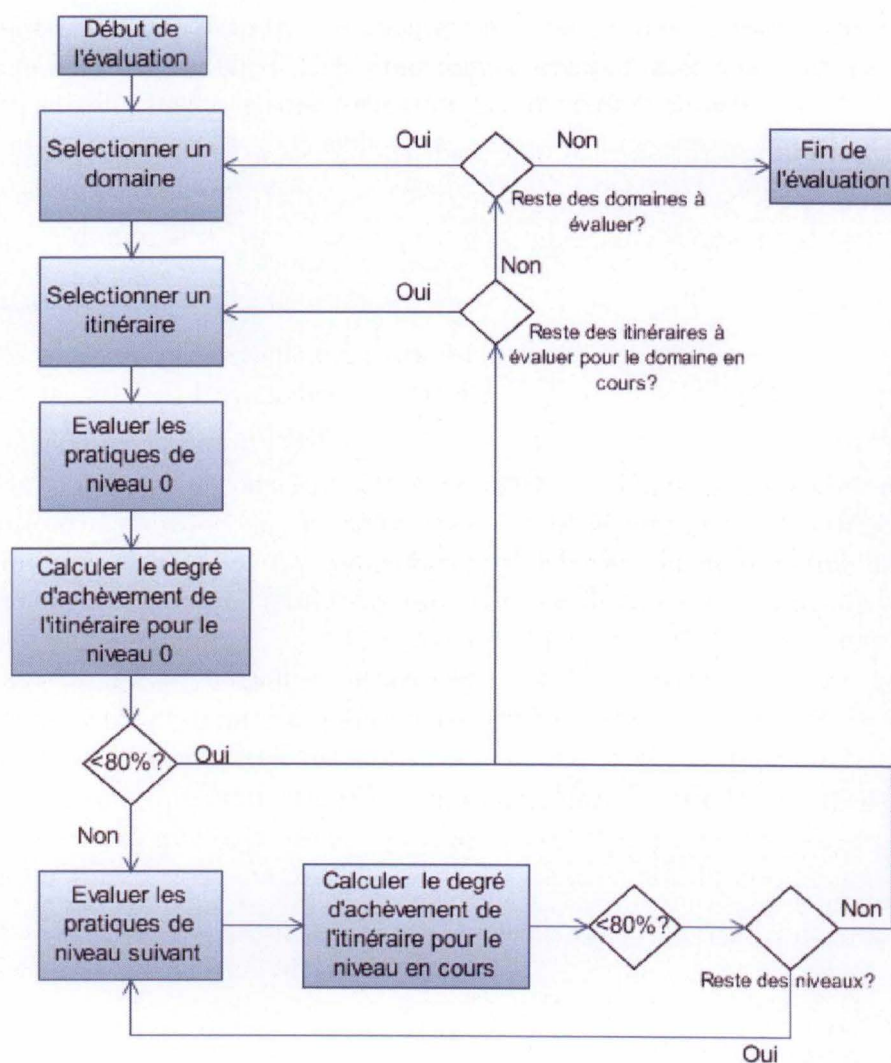 Début de
l'évaluation
Selectionner un
domaine
Oui
Non
Fin de
l'évaluation
Reste des domaines à
évaluer?
Non
Selectionner un
itinéraire
Oui
Reste des itinéraires à
évaluer pour le domaine en
cours?
Evaluer les
pratiques de
niveau 0
Calculer le degré
d'achèvement de
l'itinéraire pour le
niveau 0
<80%?
Oui
Non
Evaluer les
pratiques de
niveau suivant
Calculer le degré
d'achèvement de
l'itinéraire pour le
niveau en cours
<80%?
Non
Reste des niveaux?
Oui